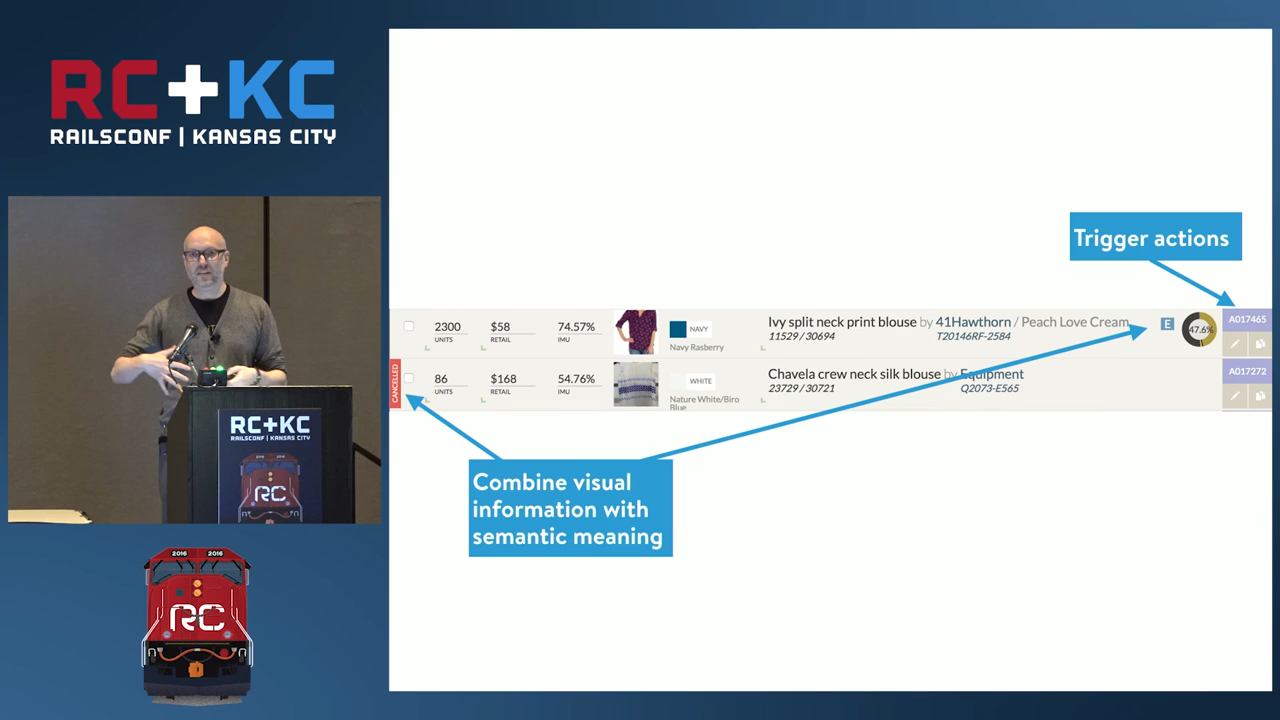 RC+KC
RAILSCONF | KANSAS CITY
RC+KC
RAILSCONF | KANSAS CITY
2016 2016
RC
2016 2016
RC
Trigger actions
2300
UNITS
$58
RETAIL
74.57%
IMU
NAVY
Navy Rasberry
Ivy split neck print blouse by 41Hawthorn / Peach Love Cream
11529 / 30694
T20146RF-2584
E
47.6%
A017465
CANCELLED
86
UNITS
$168
RETAIL
54.76%
IMU
WHITE
Nature White/Biro
Blue
Chavela crew neck silk blouse by Equipment
23729 / 30721
Q2073-E565
A017272
Combine visual
information with
semantic meaning